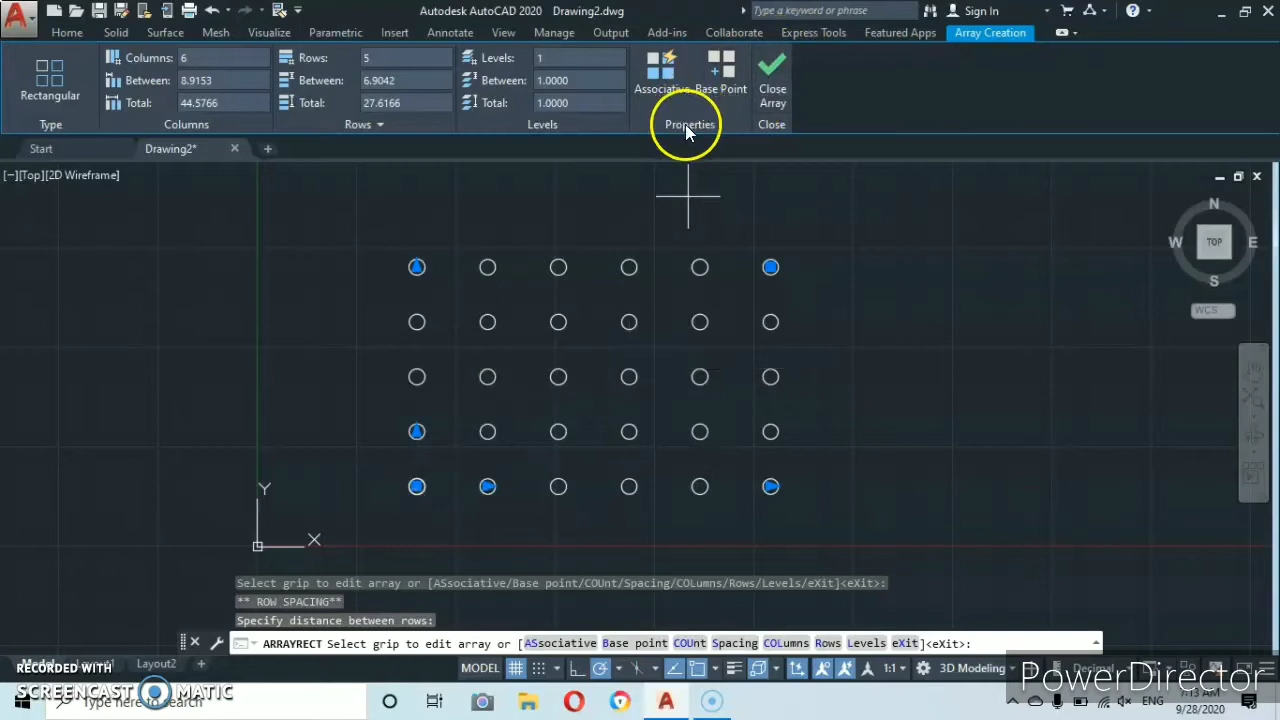 Autodesk AutoCAD 2020 Drawing2.dwg
Type a keyword or phrase
Sign In
Home Solid Surface Mesh Visualize Parametric Insert Annotate View Manage Output Add-ins Collaborate Express Tools Featured Apps Array Creation
Columns: 6 Rows: 5 Levels: 1
Between: 8.9153 Between: 6.9042 Between: 1.0000
Rectangular
Associative Base Point Close
Array
Total: 44.5766 Total: 27.6166 Total: 1.0000
Type Columns Rows Levels Properties Close
Start Drawing2*
[−][Top][2D Wireframe]
N
W TOP E
S
WCS
Y
X
Select grip to edit array or [ASsociative/Base point/COUnt/Spacing/COLumns/Rows/Levels/eXit]<eXit>:
** ROW SPACING**
Specify distance between rows:
ARRAYRECT Select grip to edit array or [ASsociative Base point COUnt Spacing COLumns Rows Levels eXit]<eXit>:
Layout2
MODEL 1:1 3D Modeling Decimal
RECORDED WITH
SCREENCAST MATIC
PowerDirector
to search
ENG
7:13 AM
9/28/2020